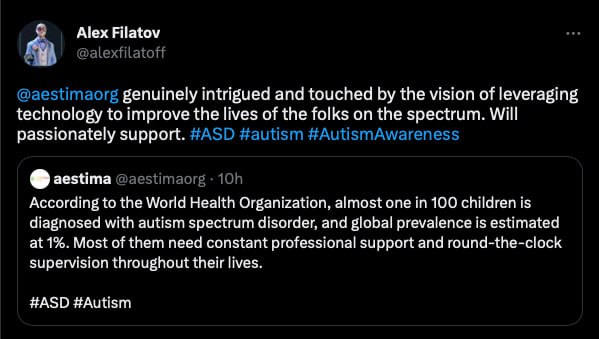 Alex Filatov
@alexfilatoff
@aestimaorg genuinely intrigued and touched by the vision of leveraging
technology to improve the lives of the folks on the spectrum. Will
passionately support. #ASD #autism #AutismAwareness
aestima @aestimaorg · 10h
According to the World Health Organization, almost one in 100 children is
diagnosed with autism spectrum disorder, and global prevalence is estimated
at 1%. Most of them need constant professional support and round-the-clock
supervision throughout their lives.
#ASD #Autism